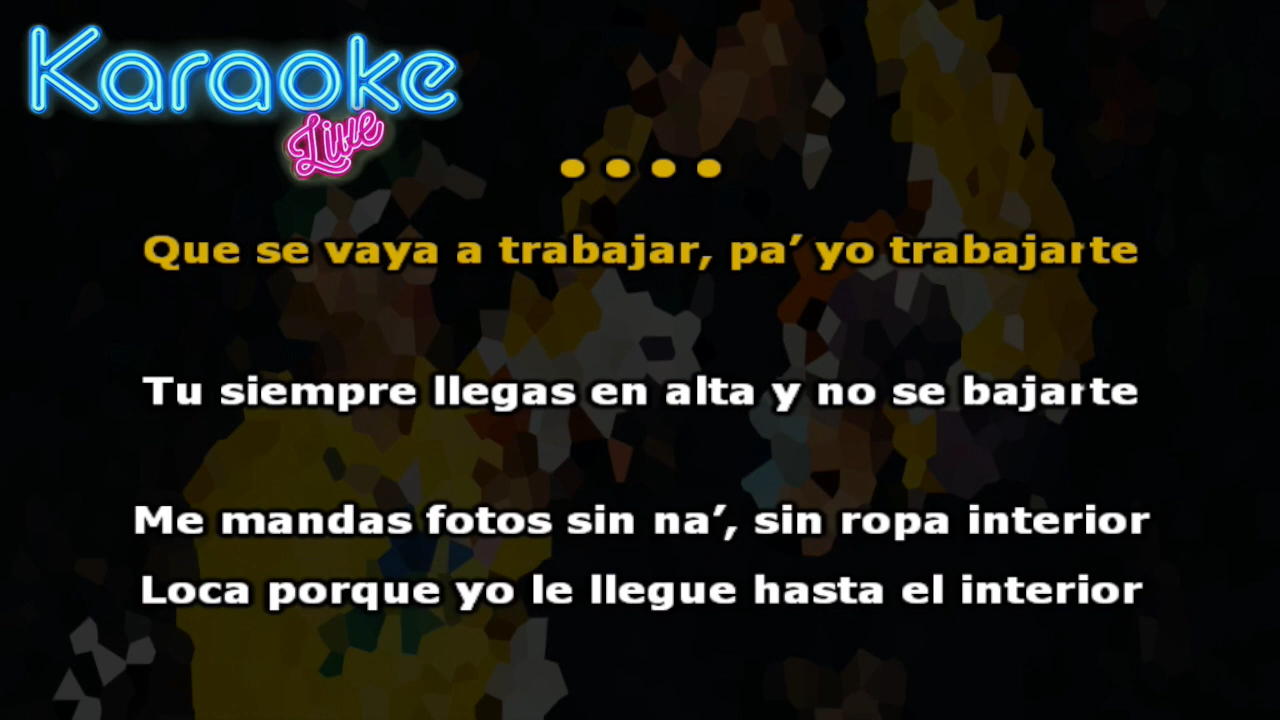 Karaoke
Live
Que se vaya a trabajar, pa’ yo trabajarte
Tu siempre llegas en alta y no se bajarte
Me mandas fotos sin na’, sin ropa interior
Loca porque yo le llegue hasta el interior